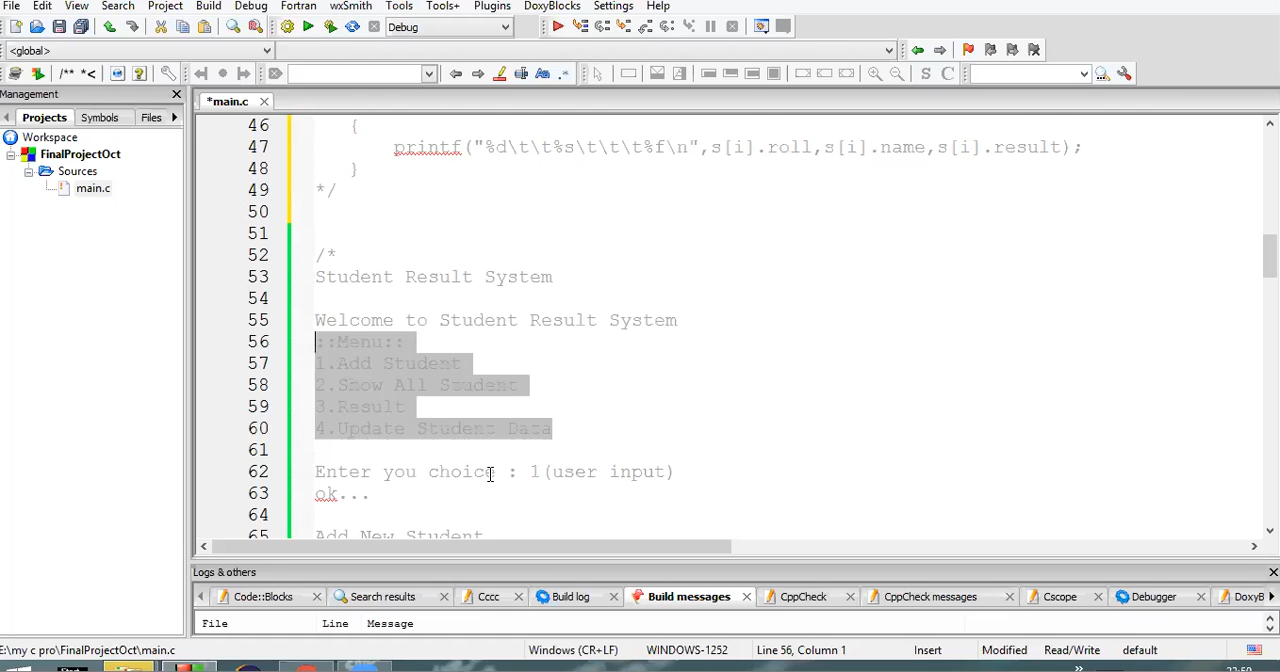 File Edit View Search Project Build Debug Fortran wxSmith Tools Tools+ Plugins DoxyBlocks Settings Help
Debug
<global>
/** *<
Aa .*
S C
Management
Projects Symbols Files
Workspace
FinalProjectOct
Sources
main.c
*main.c
46 {
47 printf("%d\t\t%s\t\t\t%f\n",s[i].roll,s[i].name,s[i].result);
48 }
49 */
50
51
52 /*
53 Student Result System
54
55 Welcome to Student Result System
56 ::Menu::
57 1.Add Student
58 2.Show All Student
59 3.Result
60 4.Update Student Data
61
62 Enter you choice : 1(user input)
63 ok...
64
65 Add New Student
Logs & others
Code::Blocks Search results Cccc Build log Build messages CppCheck CppCheck messages Cscope Debugger DoxyB
File Line Message
E:\my c pro\FinalProjectOct\main.c Windows (CR+LF) WINDOWS-1252 Line 56, Column 1 Insert Modified Read/Write default
Start